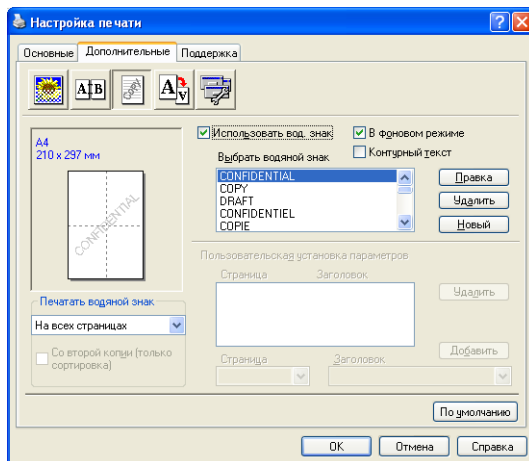 Настройка печати
Основные Дополнительные Поддержка
A B
COPY
A A
A4
210 x 297 мм
CONFIDENTIAL
Использовать вод. знак
В фоновом режиме
Контурный текст
Выбрать водяной знак
CONFIDENTIAL
COPY
DRAFT
CONFIDENTIEL
COPIE
Правка
Удалить
Новый
Печатать водяной знак
На всех страницах
Со второй копии (только
сортировка)
Пользовательская установка параметров
Страница Заголовок
Удалить
Добавить
Страница Заголовок
По умолчанию
OK Отмена Справка